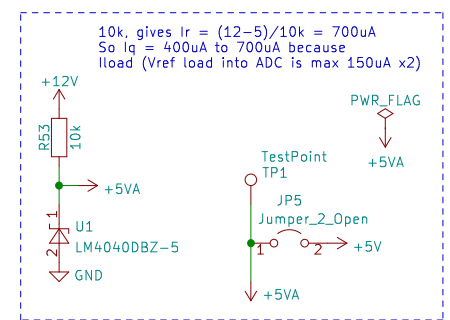 10k, gives Ir = (12-5)/10k = 700uA
So Iq = 400uA to 700uA because
Iload (Vref load into ADC is max 150uA x2)
+12V
PWR_FLAG
R53
10k
+5VA
TestPoint
TP1
+5VA
JP5
1
U1
Jumper_2_Open
LM4040DBZ-5
2
1
2
+5V
GND
+5VA